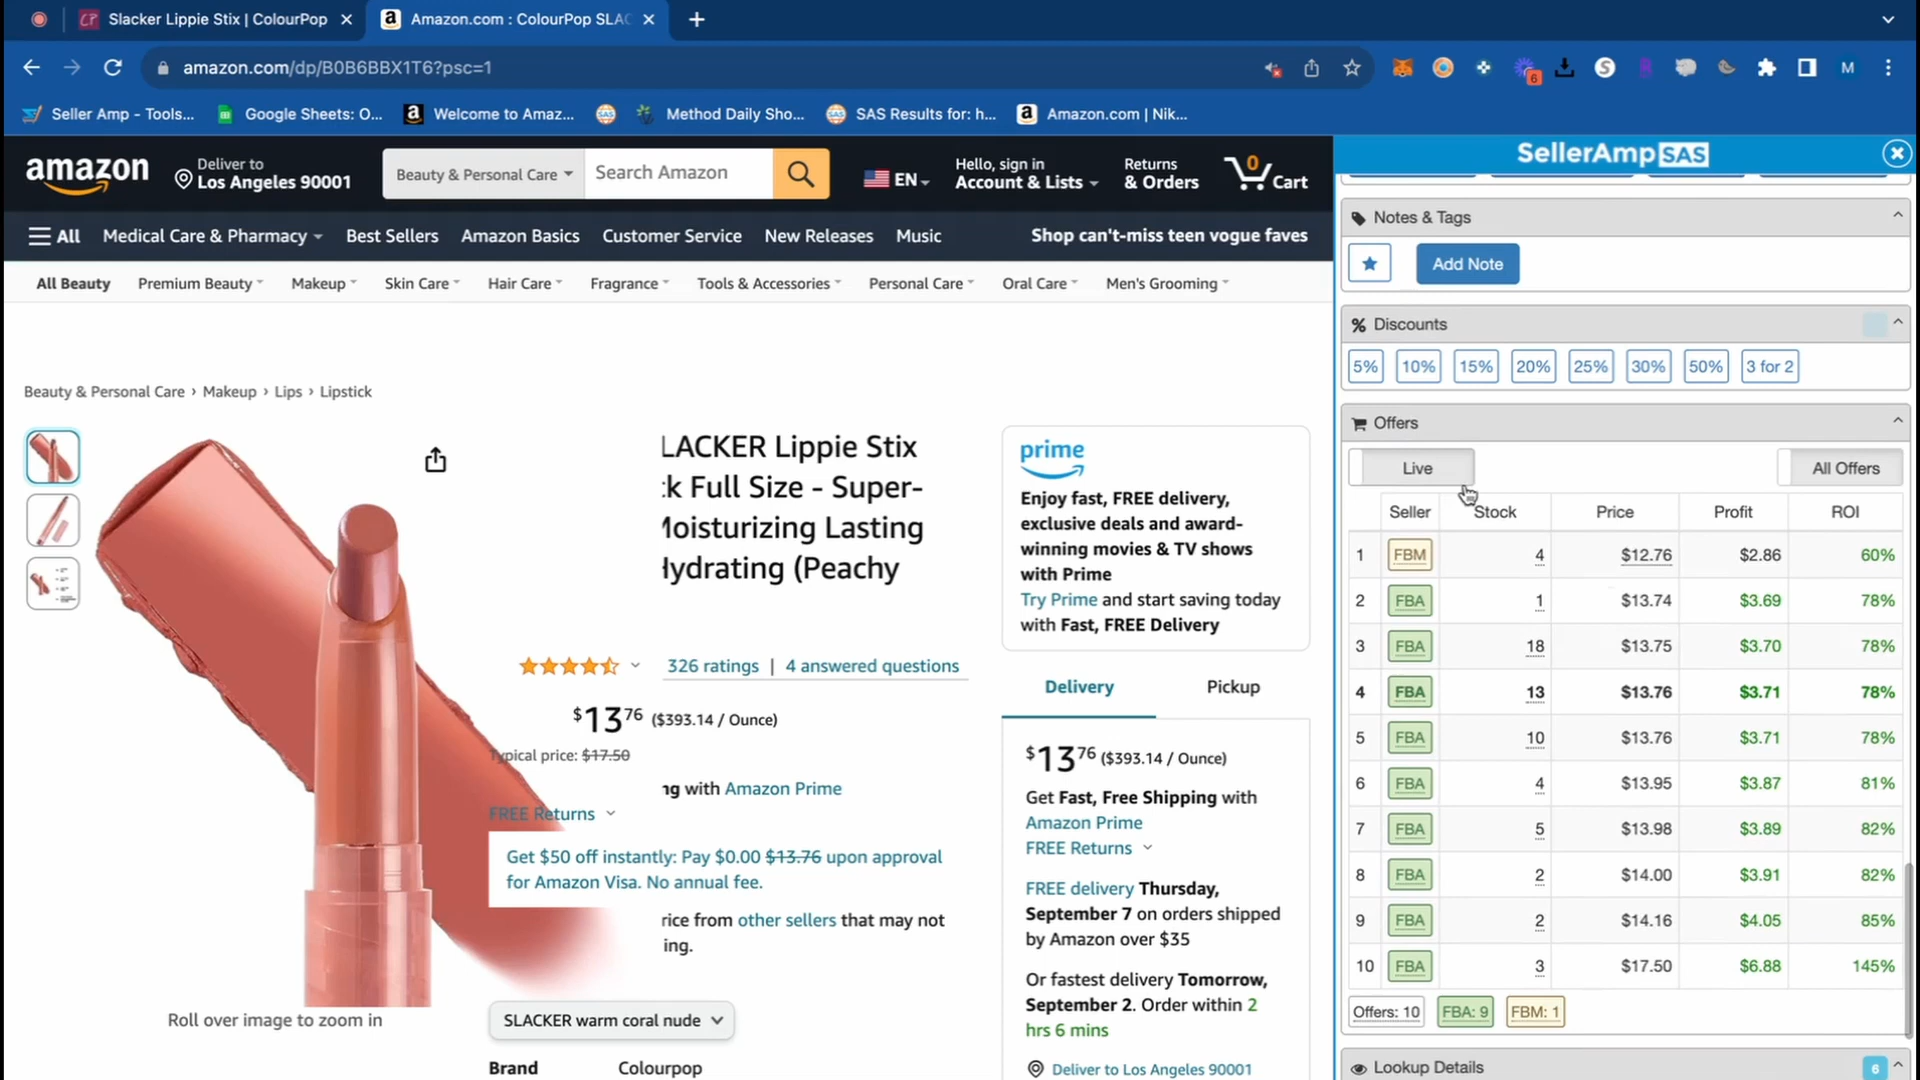 Slacker Lippie Stix | ColourPop
Amazon.com : ColourPop SLAC
amazon.com/dp/B0B6BBX1T6?psc=1
6
M
Seller Amp - Tools...
Google Sheets: O...
Welcome to Amaz...
Method Daily Sho...
SAS Results for: h...
Amazon.com | Nik...
amazon
Deliver to
Los Angeles 90001
Beauty & Personal Care
Search Amazon
EN
Hello, sign in
Account & Lists
Returns
& Orders
0
Cart
All
Medical Care & Pharmacy
Best Sellers
Amazon Basics
Customer Service
New Releases
Music
Shop can't-miss teen vogue faves
All Beauty
Premium Beauty
Makeup
Skin Care
Hair Care
Fragrance
Tools & Accessories
Personal Care
Oral Care
Men's Grooming
Beauty & Personal Care › Makeup › Lips › Lipstick
LACKER Lippie Stix
k Full Size - Super-
Moisturizing Lasting
Hydrating (Peachy
326 ratings | 4 answered questions
$13 76 ($393.14 / Ounce)
Typical price: $17.50
ng with Amazon Prime
FREE Returns
Get $50 off instantly: Pay $0.00 $13.76 upon approval
for Amazon Visa. No annual fee.
rice from other sellers that may not
ing.
Roll over image to zoom in
SLACKER warm coral nude
Brand Colourpop
prime
Enjoy fast, FREE delivery,
exclusive deals and award-
winning movies & TV shows
with Prime
Try Prime and start saving today
with Fast, FREE Delivery
Delivery
Pickup
$13 76 ($393.14 / Ounce)
Get Fast, Free Shipping with
Amazon Prime
FREE Returns
FREE delivery Thursday,
September 7 on orders shipped
by Amazon over $35
Or fastest delivery Tomorrow,
September 2. Order within 2
hrs 6 mins
Deliver to Los Angeles 90001
SellerAmp SAS
Notes & Tags
Add Note
% Discounts
5% 10% 15% 20% 25% 30% 50% 3 for 2
Offers
Live
All Offers
Seller Stock Price Profit ROI
1 FBM 4 $12.76 $2.86 60%
2 FBA 1 $13.74 $3.69 78%
3 FBA 18 $13.75 $3.70 78%
4 FBA 13 $13.76 $3.71 78%
5 FBA 10 $13.76 $3.71 78%
6 FBA 4 $13.95 $3.87 81%
7 FBA 5 $13.98 $3.89 82%
8 FBA 2 $14.00 $3.91 82%
9 FBA 2 $14.16 $4.05 85%
10 FBA 3 $17.50 $6.88 145%
Offers: 10 FBA: 9 FBM: 1
Lookup Details
6